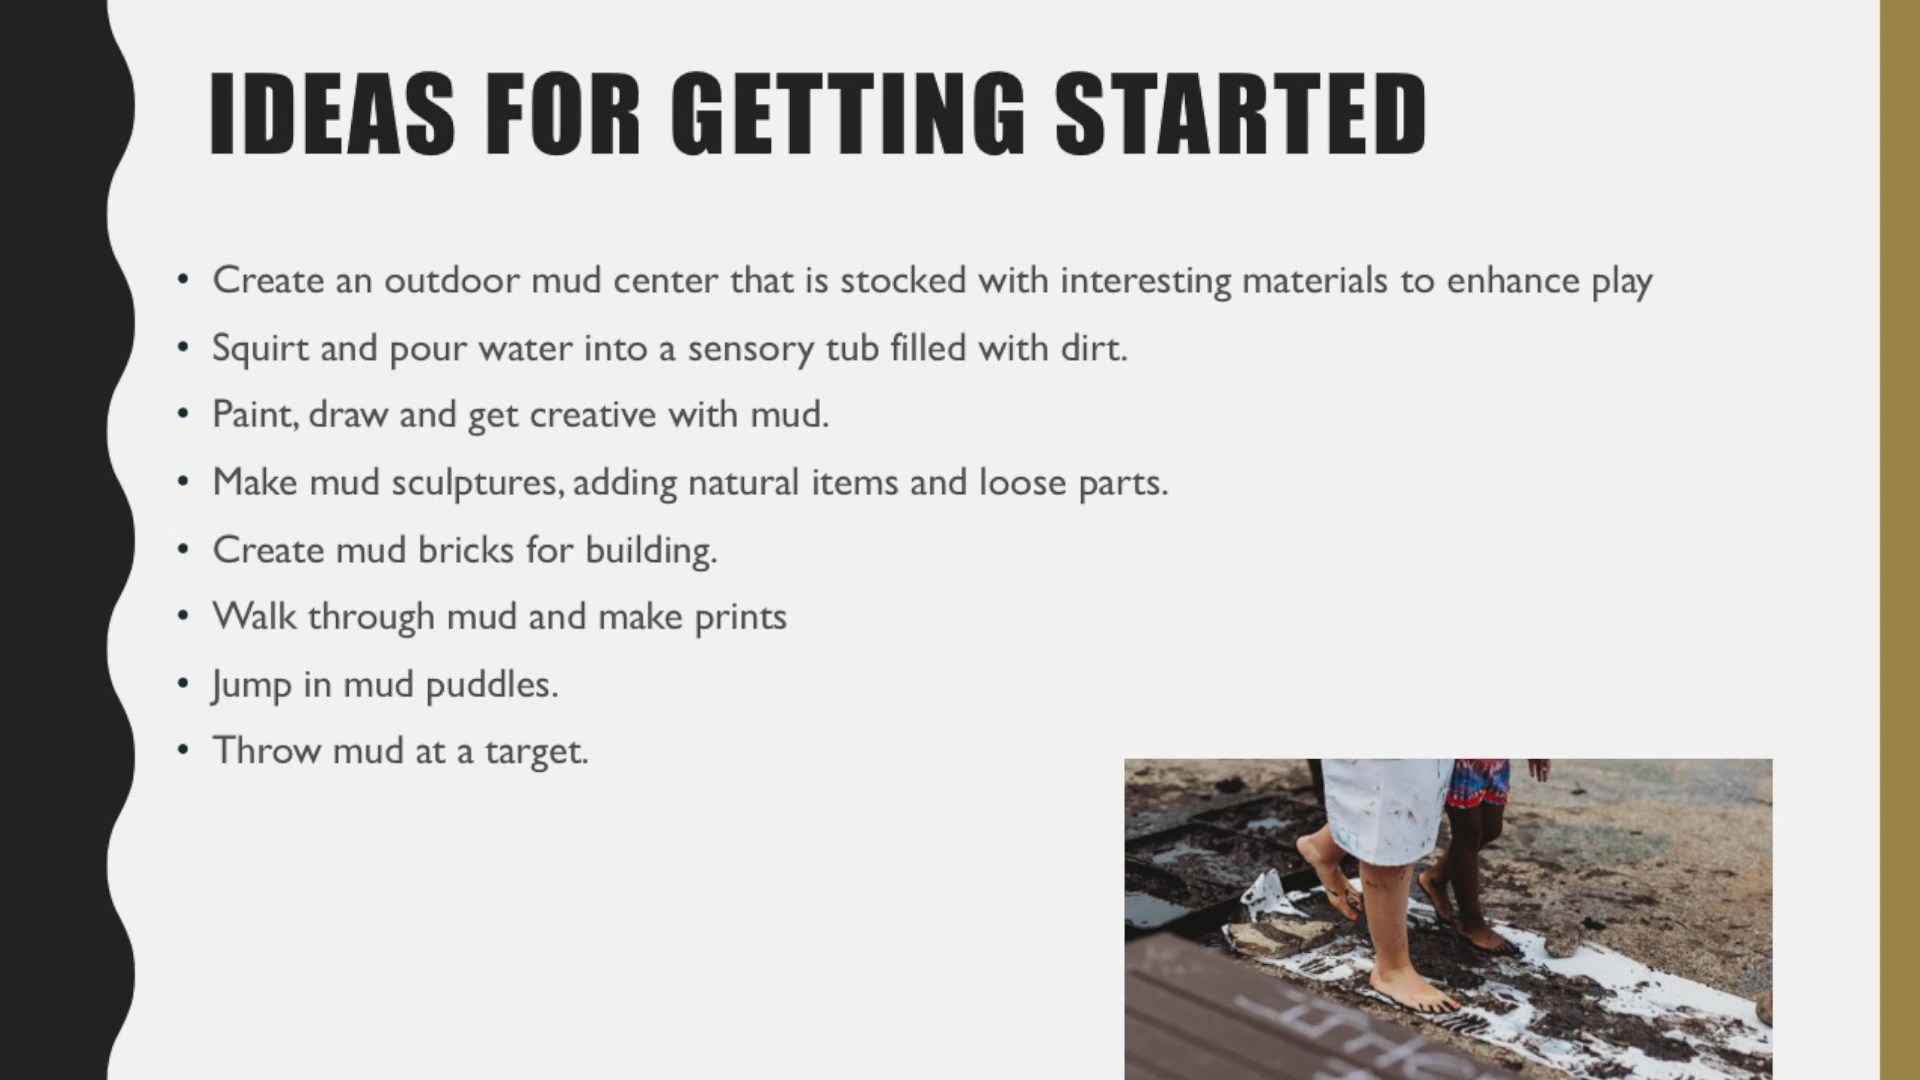 IDEAS FOR GETTING STARTED
• Create an outdoor mud center that is stocked with interesting materials to enhance play
• Squirt and pour water into a sensory tub filled with dirt.
• Paint, draw and get creative with mud.
• Make mud sculptures, adding natural items and loose parts.
• Create mud bricks for building.
• Walk through mud and make prints
• Jump in mud puddles.
• Throw mud at a target.